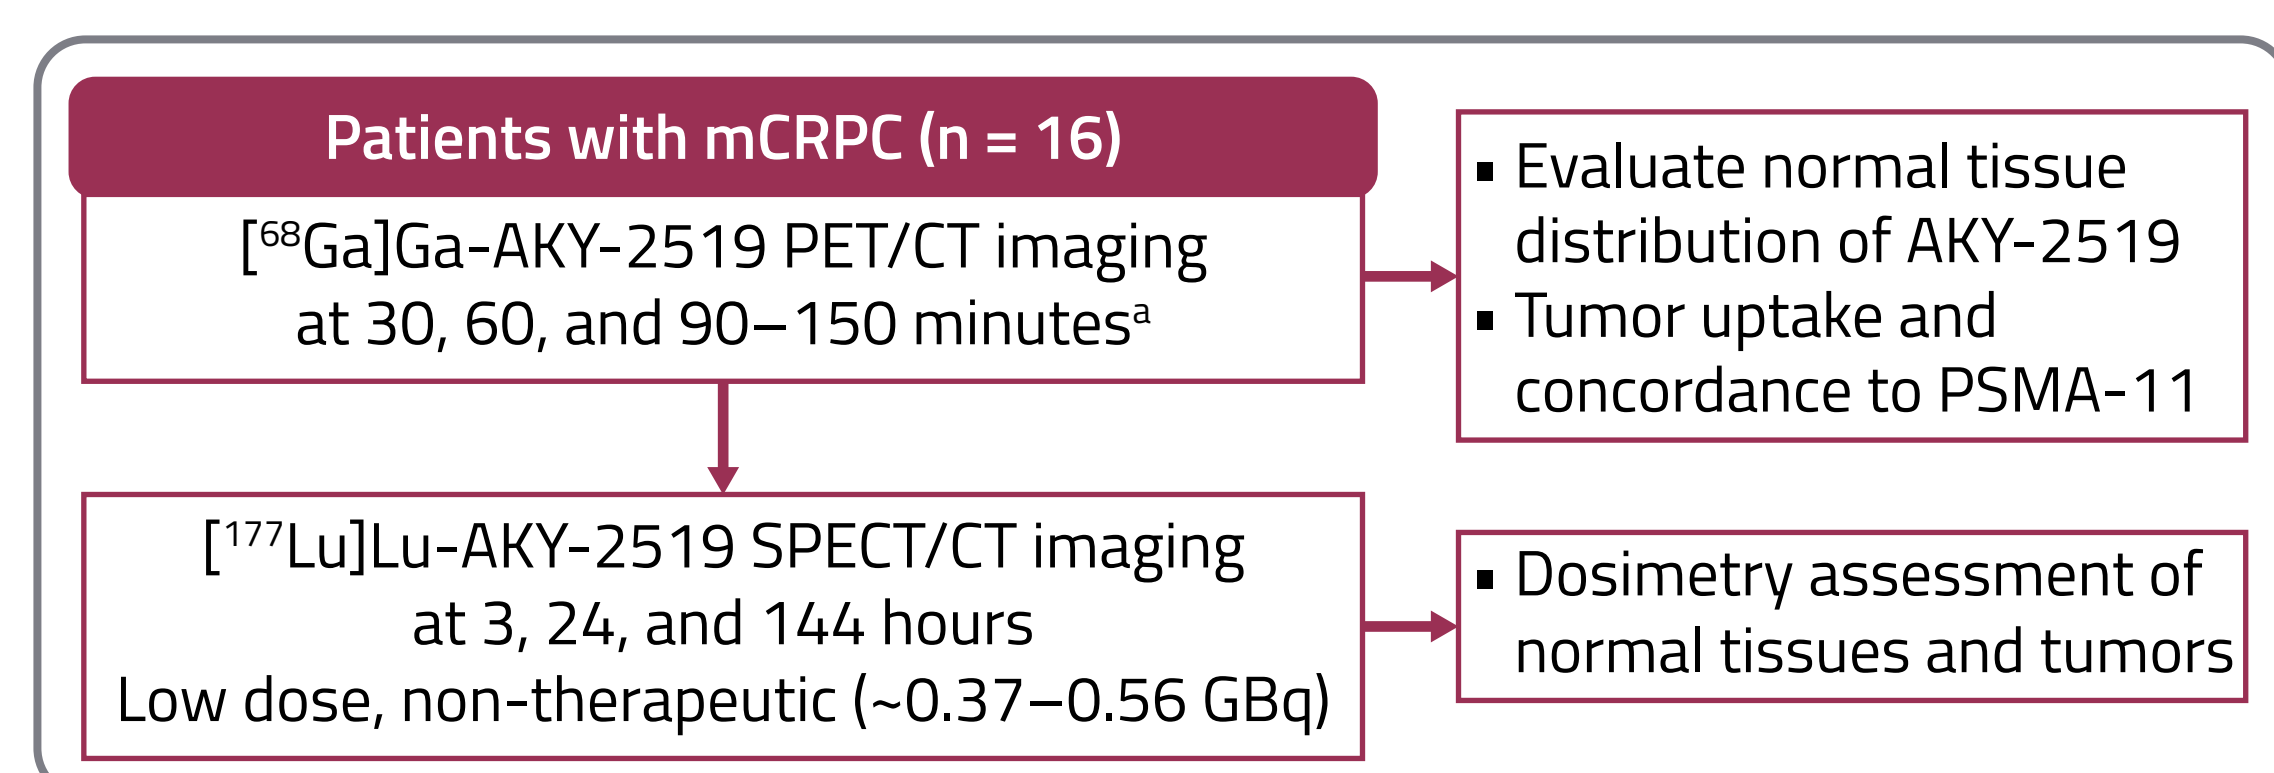 Patients with mCRPC (n = 16)
[⁶⁸Ga]Ga-AKY-2519 PET/CT imaging
at 30, 60, and 90–150 minutesᵃ
▪ Evaluate normal tissue
distribution of AKY-2519
▪ Tumor uptake and
concordance to PSMA-11
[¹⁷⁷Lu]Lu-AKY-2519 SPECT/CT imaging
at 3, 24, and 144 hours
Low dose, non-therapeutic (~0.37–0.56 GBq)
▪ Dosimetry assessment of
normal tissues and tumors